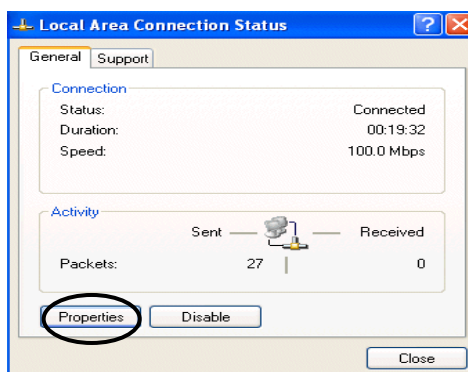 Local Area Connection Status
General Support
Connection
Status: Connected
Duration: 00:19:32
Speed: 100.0 Mbps
Activity
Sent Received
Packets: 27 0
Properties Disable
Close